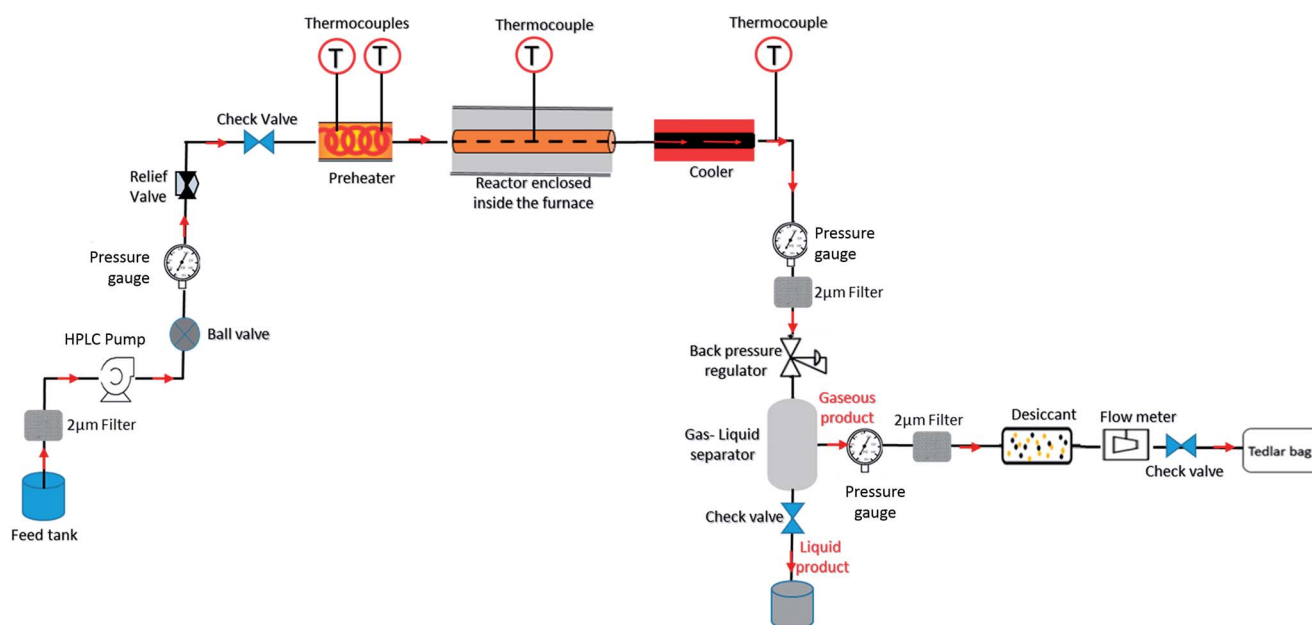 Thermocouples
Thermocouple
Thermocouple
T
T
T
T
Check Valve
Preheater
Reactor enclosed
inside the furnace
Cooler
Relief
Valve
Pressure
gauge
Pressure
gauge
2μm Filter
Ball valve
HPLC Pump
Back pressure
regulator
2μm Filter
Gaseous
product
2μm Filter
Desiccant
Flow meter
Gas- Liquid
separator
Tedlar bag
Check valve
Pressure
gauge
Feed tank
Check valve
Liquid
product